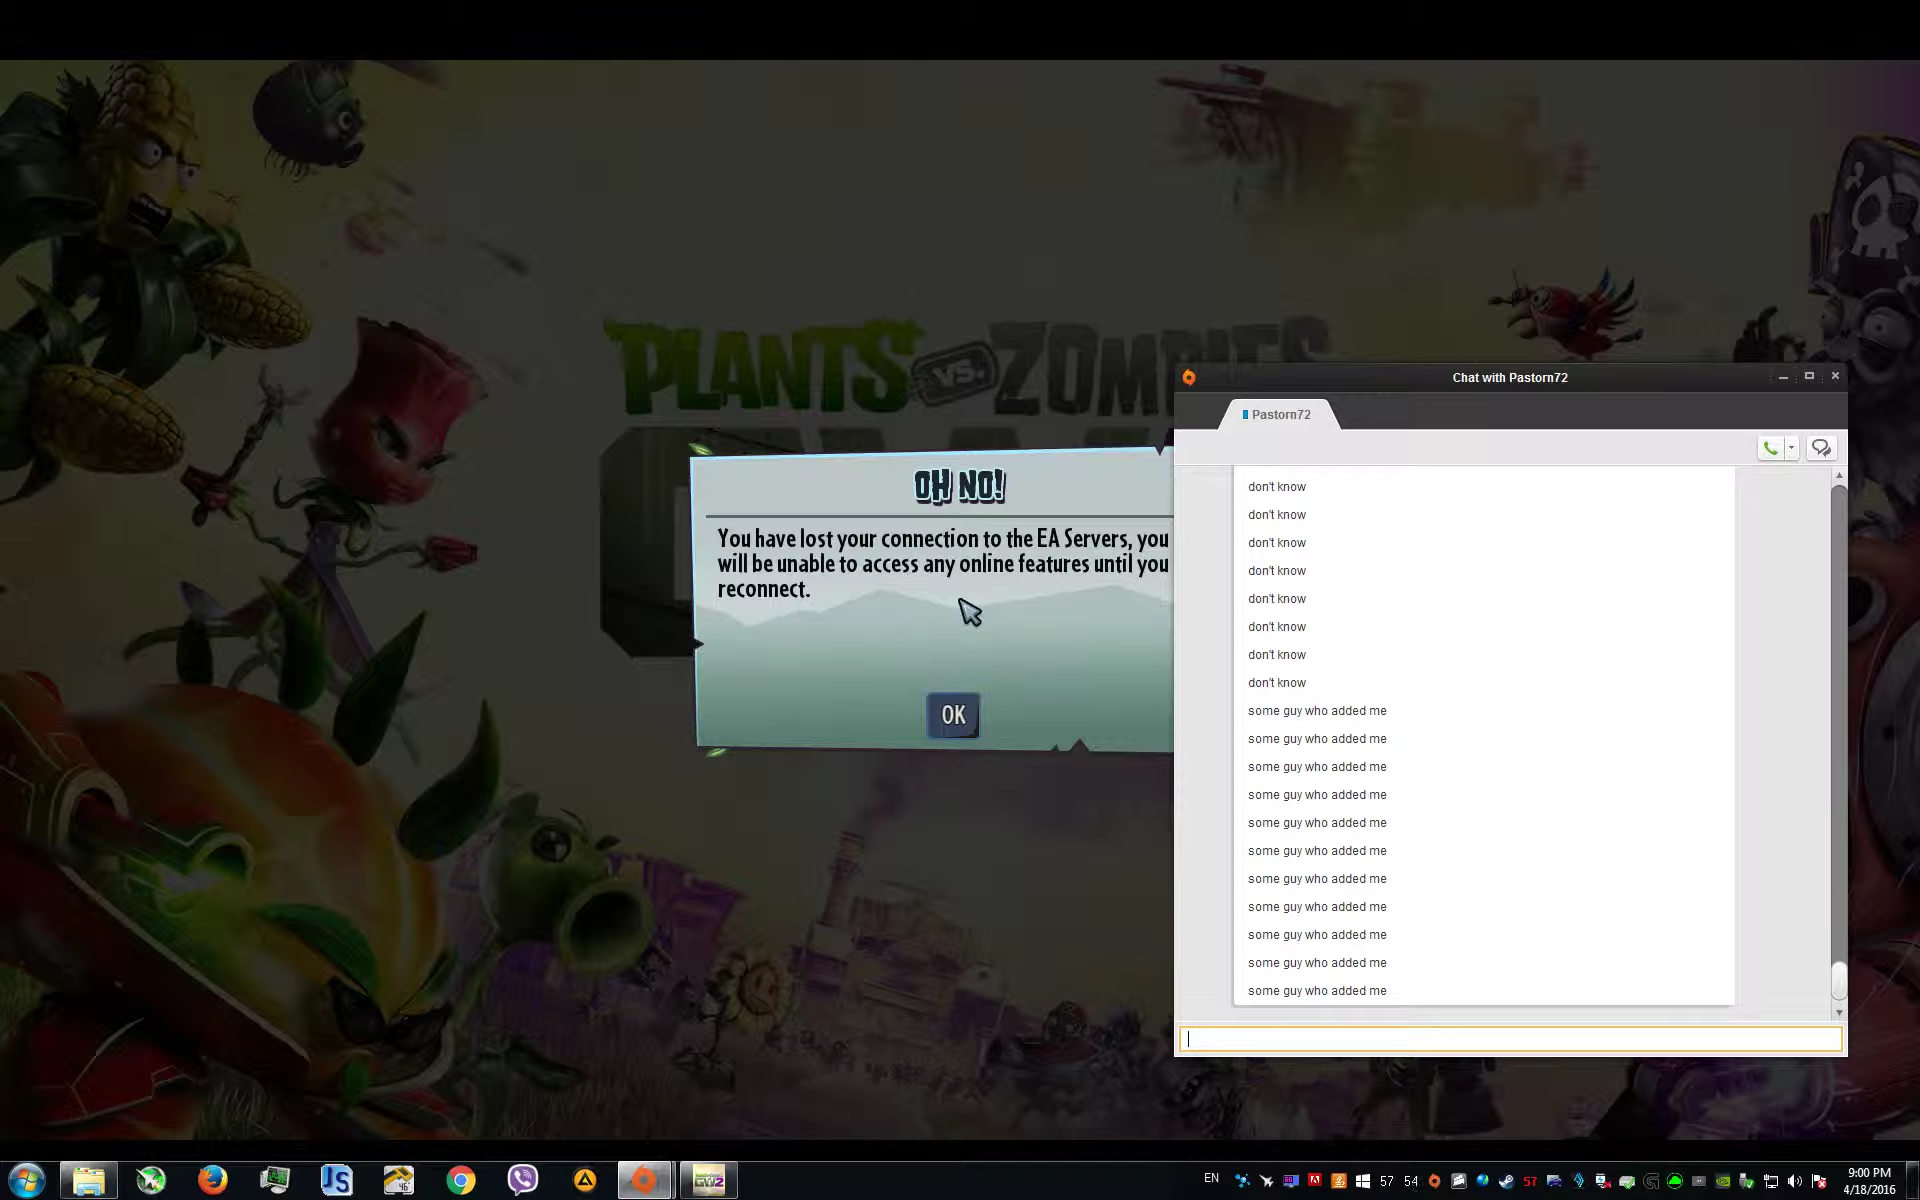 PLANTS VS. ZOMBIES
OH NO!
You have lost your connection to the EA Servers, you
will be unable to access any online features until you
reconnect.
OK
Chat with Pastorn72
Pastorn72
don't know
don't know
don't know
don't know
don't know
don't know
don't know
don't know
some guy who added me
some guy who added me
some guy who added me
some guy who added me
some guy who added me
some guy who added me
some guy who added me
some guy who added me
some guy who added me
some guy who added me
some guy who added me
JS
46°
GW2
EN
57
54
57
9:00 PM
4/18/2016